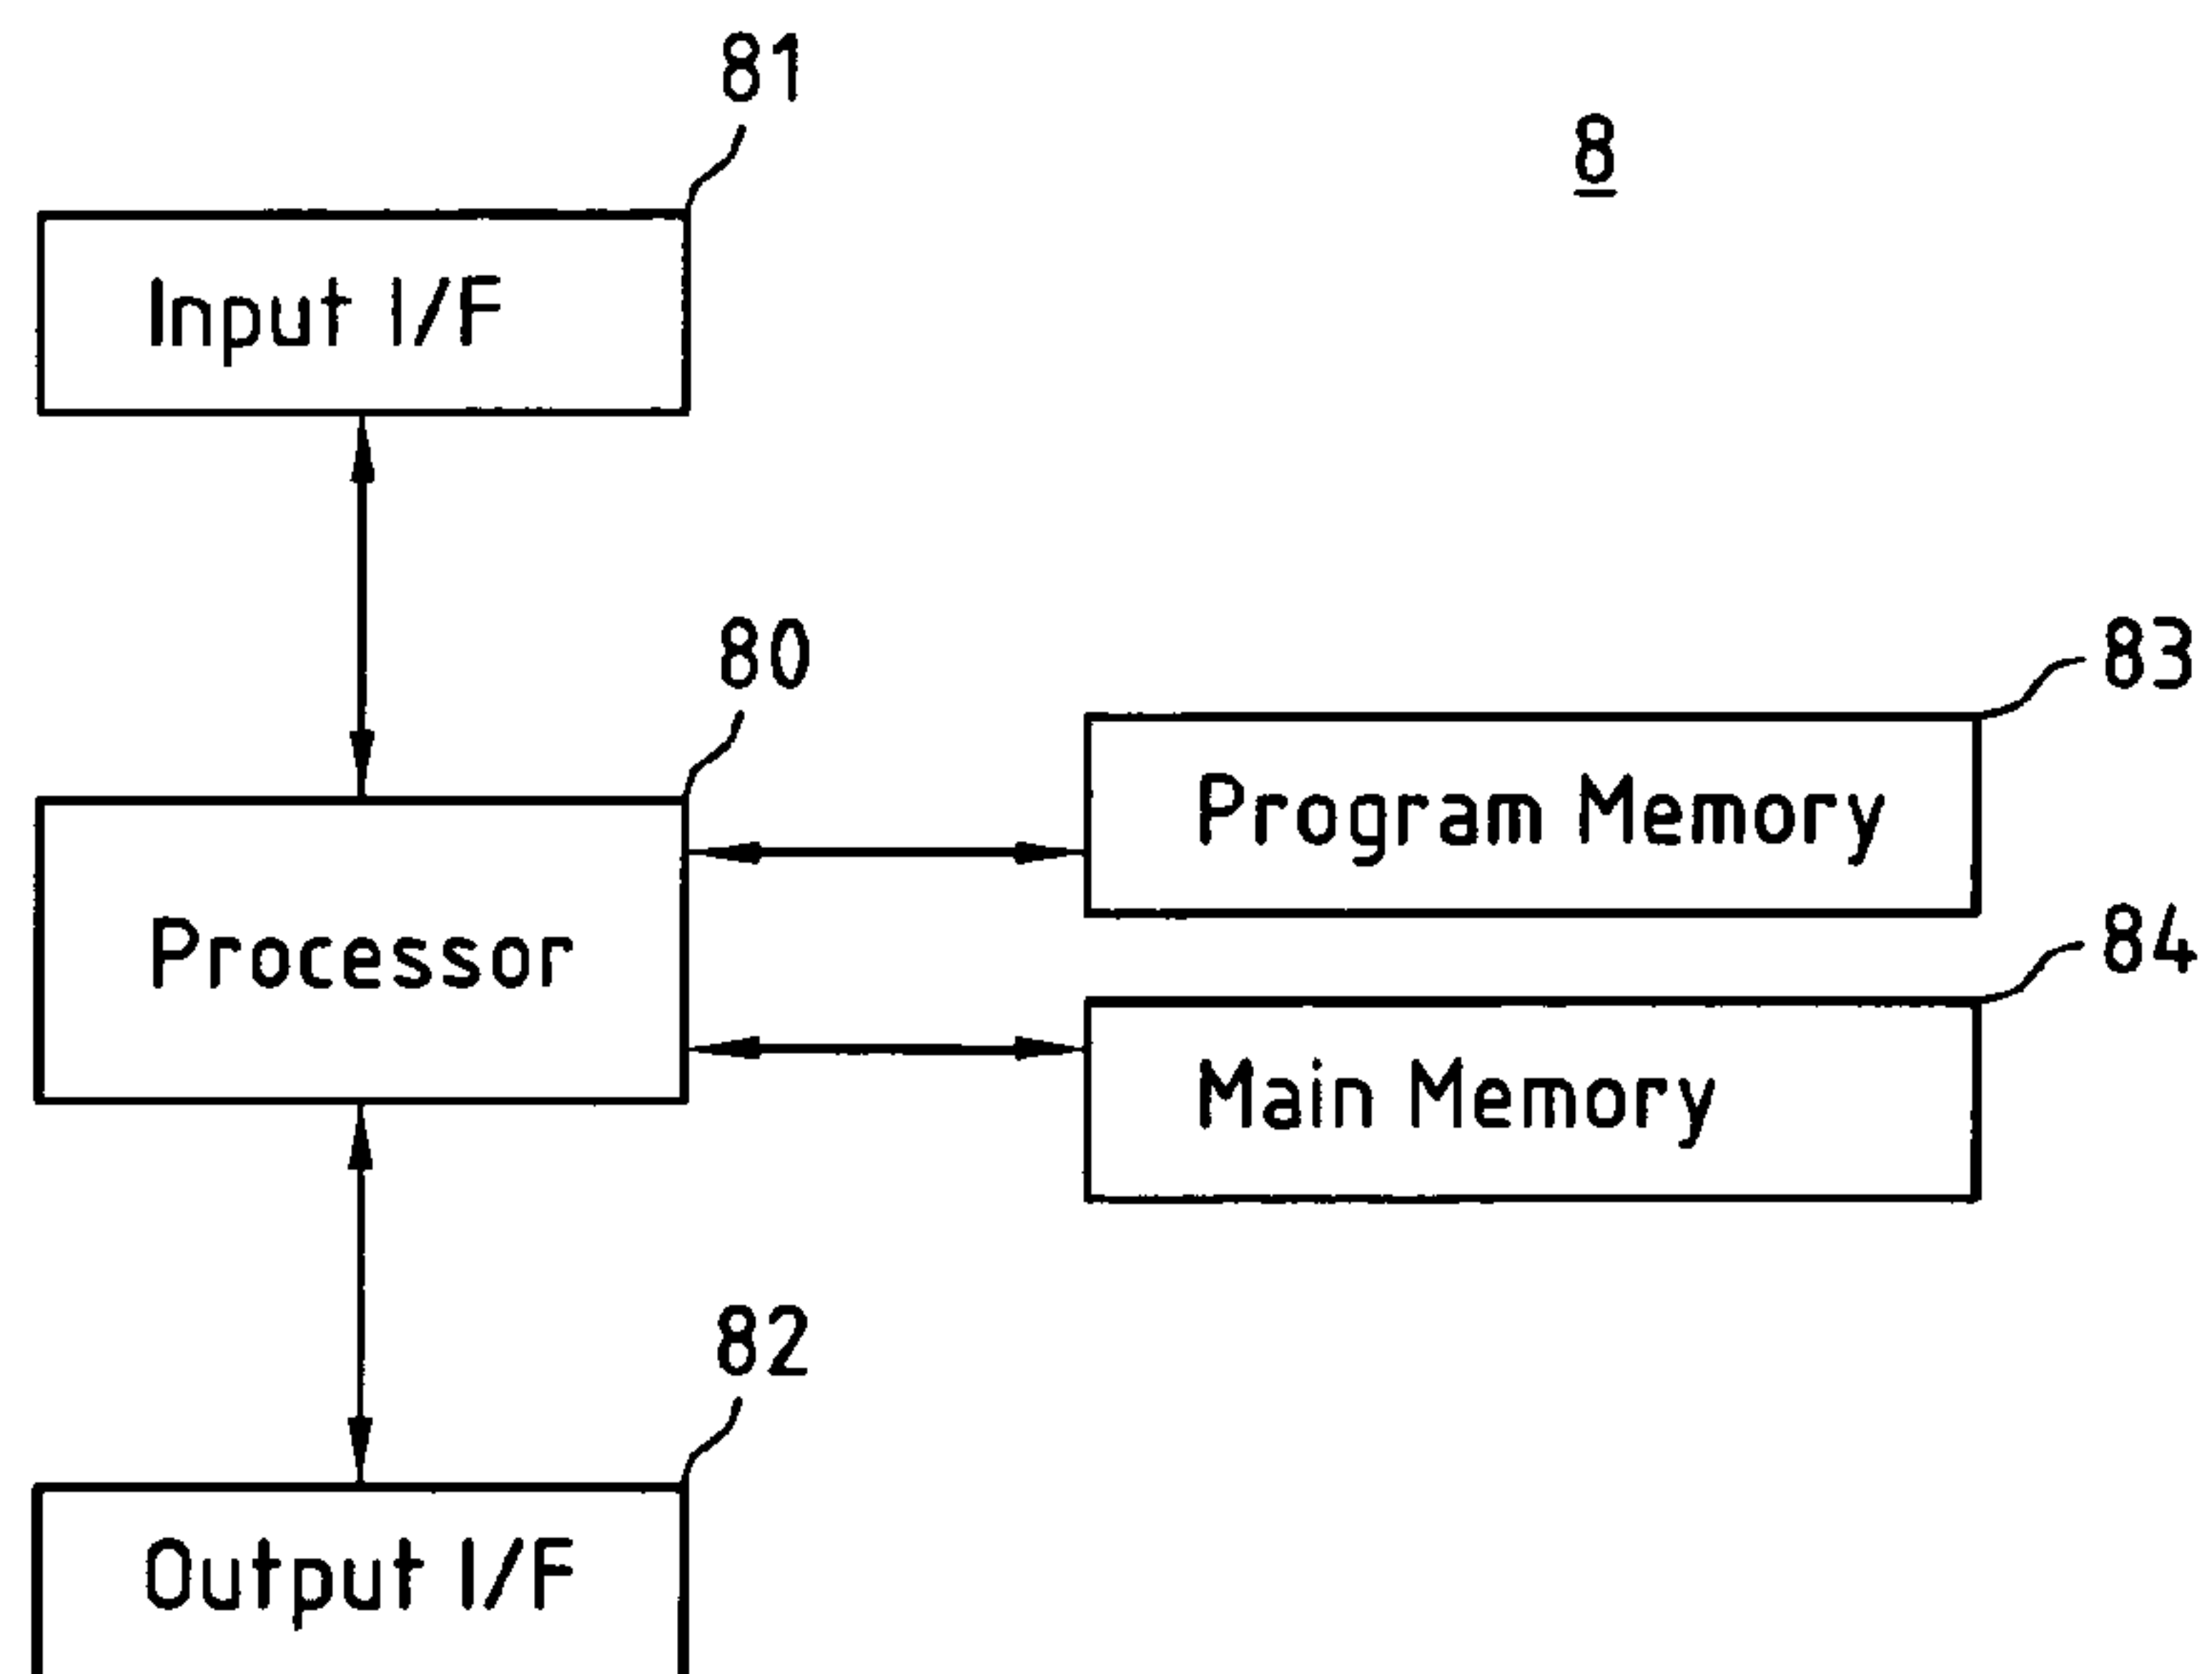 81
8
Input I/F
80
83
Program Memory
Processor
84
Main Memory
82
Output I/F